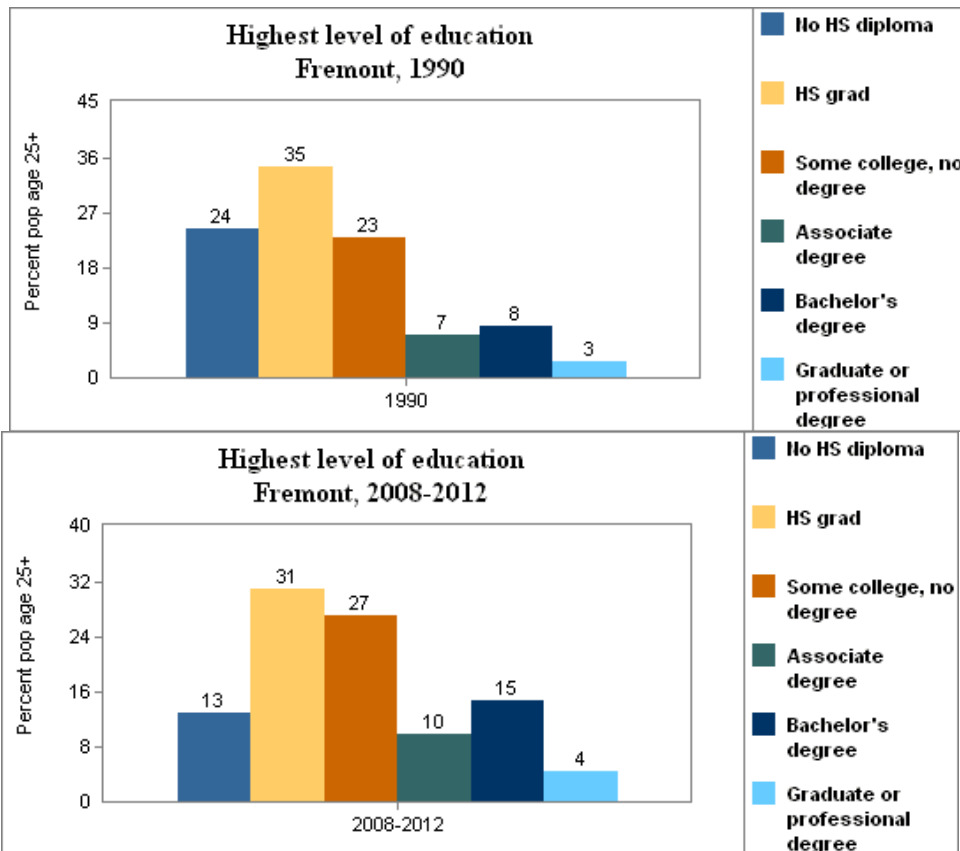 Highest level of education
Fremont, 1990
Percent pop age 25+
45
36
27
18
9
0
24
35
23
7
8
3
1990
No HS diploma
HS grad
Some college, no
degree
Associate
degree
Bachelor's
degree
Graduate or
professional
degree
Highest level of education
Fremont, 2008-2012
Percent pop age 25+
40
32
24
16
8
0
13
31
27
10
15
4
2008-2012
No HS diploma
HS grad
Some college, no
degree
Associate
degree
Bachelor's
degree
Graduate or
professional
degree